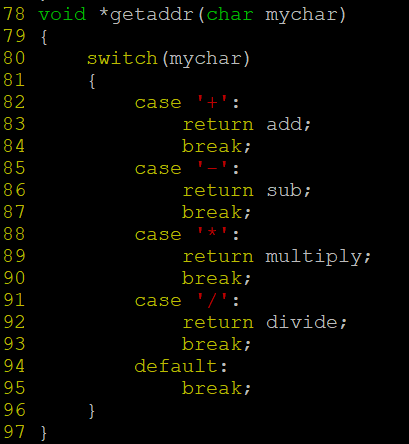 78 void *getaddr(char mychar)
79 {
80     switch(mychar)
81     {
82         case '+':
83             return add;
84             break;
85         case '-':
86             return sub;
87             break;
88         case '*':
89             return multiply;
90             break;
91         case '/':
92             return divide;
93             break;
94         default:
95             break;
96     }
97 }